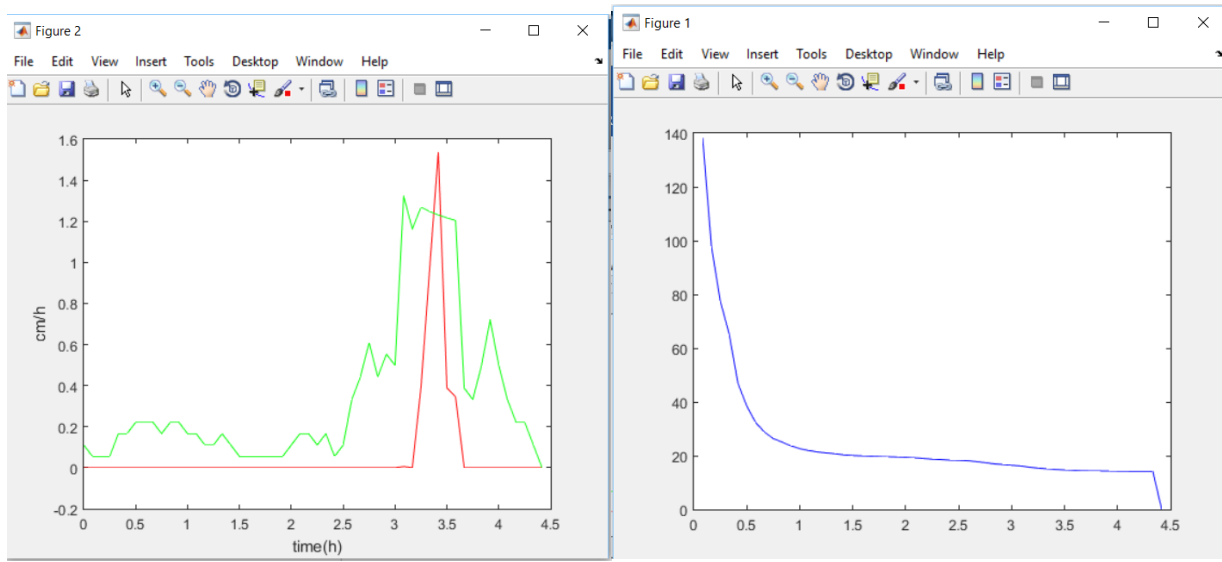 Figure 2
File Edit View Insert Tools Desktop Window Help
1.6
1.4
1.2
1
0.8
0.6
0.4
0.2
0
-0.2
cm/h
0 0.5 1 1.5 2 2.5 3 3.5 4 4.5
time(h)
Figure 1
File Edit View Insert Tools Desktop Window Help
140
120
100
80
60
40
20
0
0 0.5 1 1.5 2 2.5 3 3.5 4 4.5